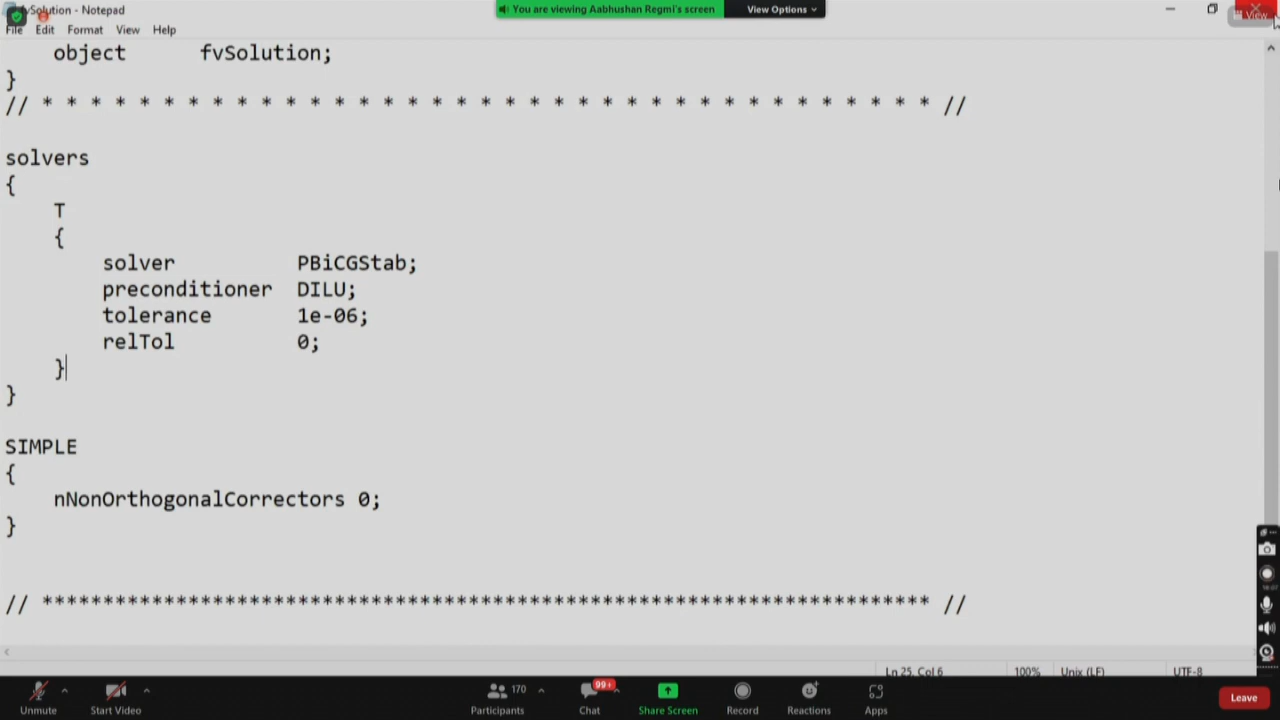 fvSolution - Notepad
You are viewing Aabhushan Regmi's screen
View Options
View
File Edit Format View Help
object fvSolution;
}
// * * * * * * * * * * * * * * * * * * * * * * * * * * * * * * * * * * * * * //
solvers
{
T
{
solver PBiCGStab;
preconditioner DILU;
tolerance 1e-06;
relTol 0;
}
}
SIMPLE
{
nNonOrthogonalCorrectors 0;
}
// ************************************************************************* //
Ln 25, Col 6 100% Unix (LF) UTF-8
Unmute Start Video Participants 170 Chat 99+ Share Screen Record Reactions Apps Leave